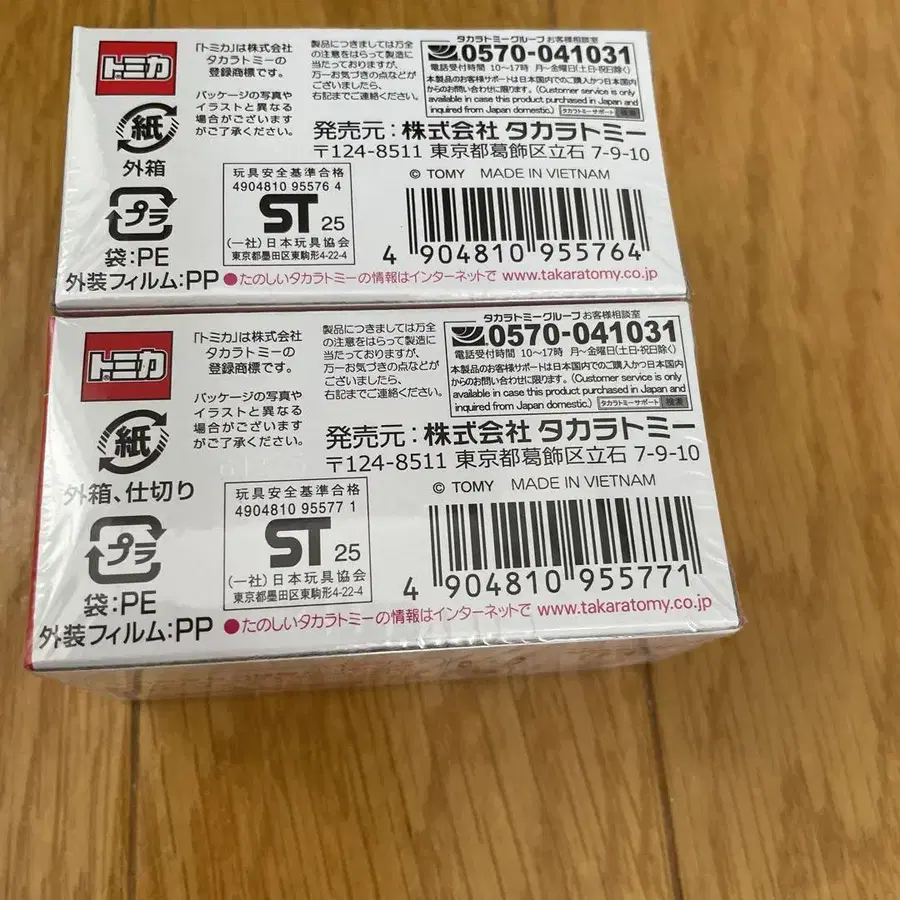 トミカ
「トミカ」は株式会社
タカラトミーの
登録商標です。
パッケージの写真や
イラストと異なる
場合がございます
がご了承ください。
製品につきましては万全
の注意をはらって製造に
当たっておりますが、
万一お気づきの点などが
ございましたら、
右記までご連絡ください。
タカラトミーグループ お客様相談室
0570-041031
電話受付時間 10〜17時 月〜金曜日(土日・祝日除く)
本製品のお客様サポートは日本国内でのご購入かつ日本国内
からのお問い合わせに限ります。(Customer service is only
available in case this product purchased in Japan and
inquired from Japan domestic.) タカラトミーサポート 検索
発売元:株式会社 タカラトミー
〒124-8511 東京都葛飾区立石 7-9-10
© TOMY MADE IN VIETNAM
紙
外箱
プラ
袋:PE
外装フィルム:PP
玩具安全基準合格
4904810 95576 4
ST 25
(一社)日本玩具協会
東京都墨田区東駒形4-22-4
4 904810 955764
●たのしいタカラトミーの情報はインターネットで www.takaratomy.co.jp
トミカ
「トミカ」は株式会社
タカラトミーの
登録商標です。
パッケージの写真や
イラストと異なる
場合がございます
がご了承ください。
製品につきましては万全
の注意をはらって製造に
当たっておりますが、
万一お気づきの点などが
ございましたら、
右記までご連絡ください。
タカラトミーグループ お客様相談室
0570-041031
電話受付時間 10〜17時 月〜金曜日(土日・祝日除く)
本製品のお客様サポートは日本国内でのご購入かつ日本国内
からのお問い合わせに限ります。(Customer service is only
available in case this product purchased in Japan and
inquired from Japan domestic.) タカラトミーサポート 検索
発売元:株式会社 タカラトミー
〒124-8511 東京都葛飾区立石 7-9-10
© TOMY MADE IN VIETNAM
紙
外箱、仕切り
プラ
袋:PE
外装フィルム:PP
玩具安全基準合格
4904810 95577 1
ST 25
(一社)日本玩具協会
東京都墨田区東駒形4-22-4
4 904810 955771
●たのしいタカラトミーの情報はインターネットで www.takaratomy.co.jp